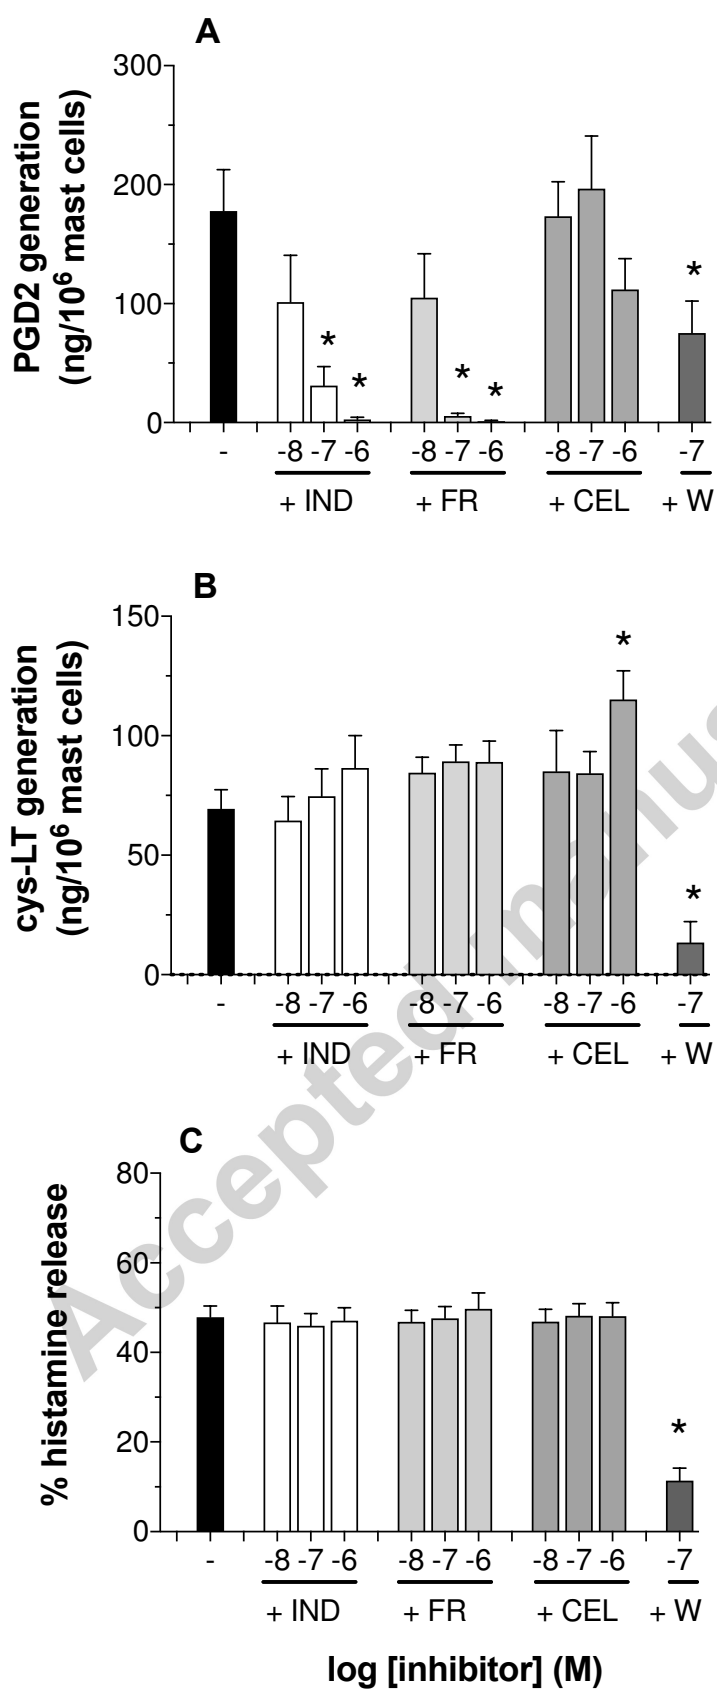 A
PGD2 generation
(ng/10⁶ mast cells)
300
200
100
0
* * * * *
- -8 -7 -6 -8 -7 -6 -8 -7 -6 -7
+ IND + FR + CEL + W
B
cys-LT generation
(ng/10⁶ mast cells)
150
100
50
0
* *
- -8 -7 -6 -8 -7 -6 -8 -7 -6 -7
+ IND + FR + CEL + W
C
% histamine release
80
60
40
20
0
*
- -8 -7 -6 -8 -7 -6 -8 -7 -6 -7
+ IND + FR + CEL + W
log [inhibitor] (M)
Accepted manus